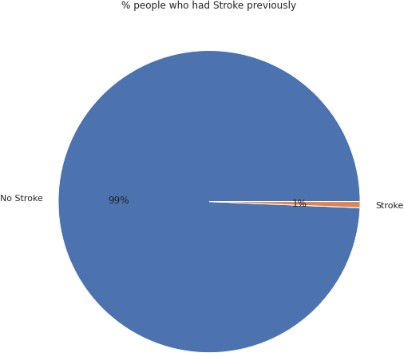 % people who had Stroke previously
No Stroke
99%
1%
Stroke